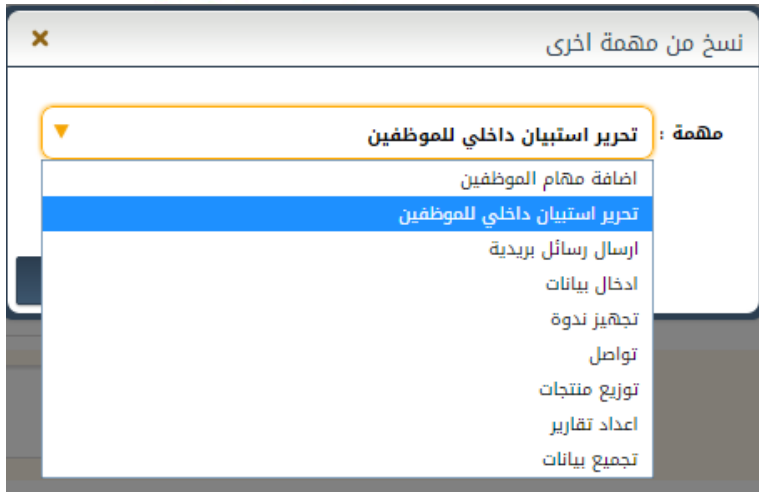 نسخ من مهمة اخرى
مهمة : تحرير استبيان داخلي للموظفين
اضافة مهام الموظفين
تحرير استبيان داخلي للموظفين
ارسال رسائل بريدية
ادخال بيانات
تجهيز ندوة
تواصل
توزيع منتجات
اعداد تقارير
تجميع بيانات